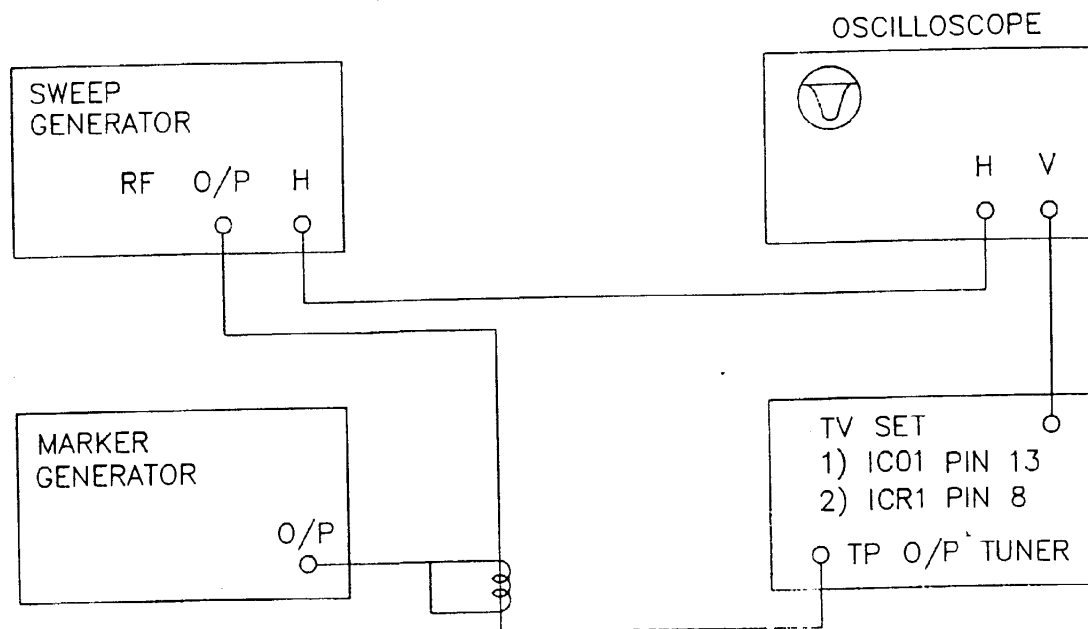 OSCILLOSCOPE
SWEEP
GENERATOR
RF O/P H
H V
MARKER
GENERATOR
O/P
TV SET
1) IC01 PIN 13
2) ICR1 PIN 8
TP O/P TUNER